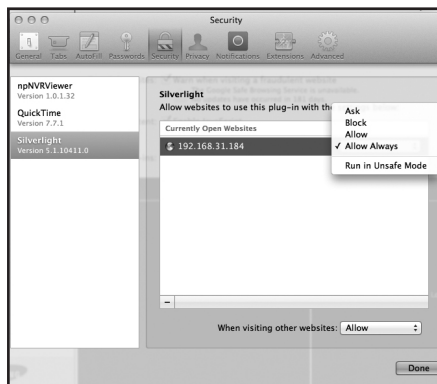 Security
General Tabs AutoFill Passwords Security Privacy Notifications Extensions Advanced
npNVRViewer
Version 1.0.1.32
QuickTime
Version 7.7.1
Silverlight
Version 5.1.10411.0
Silverlight
Allow websites to use this plug-in with the
Currently Open Websites
192.168.31.184
Ask
Block
Allow
✓ Allow Always
Run in Unsafe Mode
–
When visiting other websites: Allow
Done